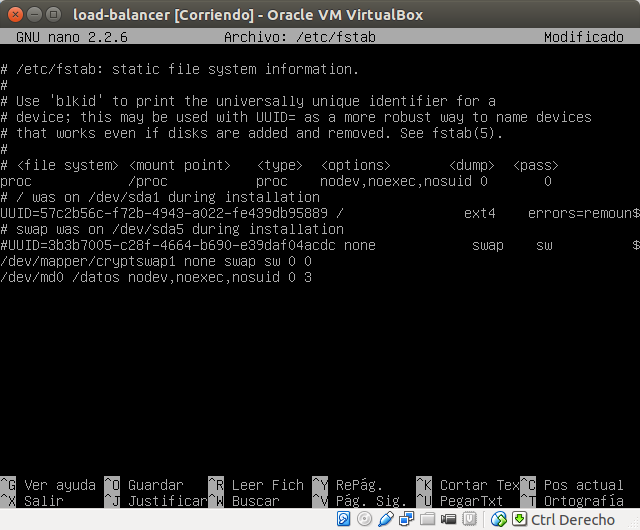 load-balancer [Corriendo] - Oracle VM VirtualBox
GNU nano 2.2.6 Archivo: /etc/fstab Modificado
# /etc/fstab: static file system information.
#
# Use 'blkid' to print the universally unique identifier for a
# device; this may be used with UUID= as a more robust way to name devices
# that works even if disks are added and removed. See fstab(5).
#
# <file system> <mount point> <type> <options> <dump> <pass>
proc /proc proc nodev,noexec,nosuid 0 0
# / was on /dev/sda1 during installation
UUID=57c2b56c-f72b-4943-a022-fe439db95889 / ext4 errors=remoun$
# swap was on /dev/sda5 during installation
#UUID=3b3b7005-c28f-4664-b690-e39daf04acdc none swap sw $
/dev/mapper/cryptswap1 none swap sw 0 0
/dev/md0 /datos nodev,noexec,nosuid 0 3
^G Ver ayuda ^O Guardar ^R Leer Fich ^Y RePág. ^K Cortar Tex ^C Pos actual
^X Salir ^J Justificar ^W Buscar ^V Pág. Sig. ^U PegarTxt ^T Ortografía
Ctrl Derecho